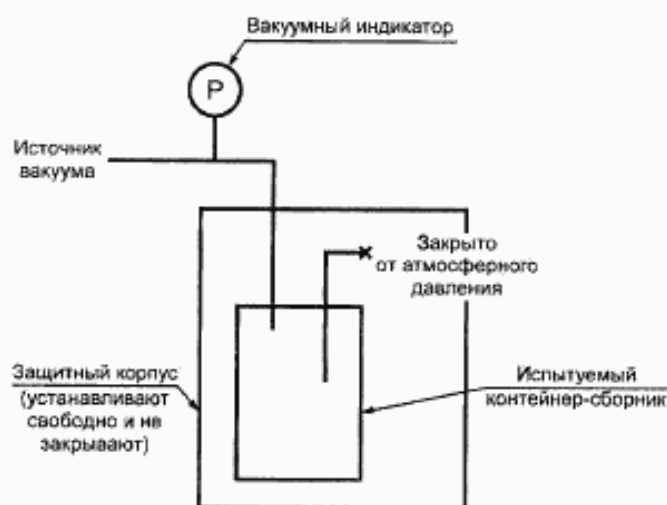 Вакуумный индикатор
P
Источник
вакуума
Закрыто
от атмосферного
давления
Защитный корпус
(устанавливают
свободно и не
закрывают)
Испытуемый
контейнер-сборник